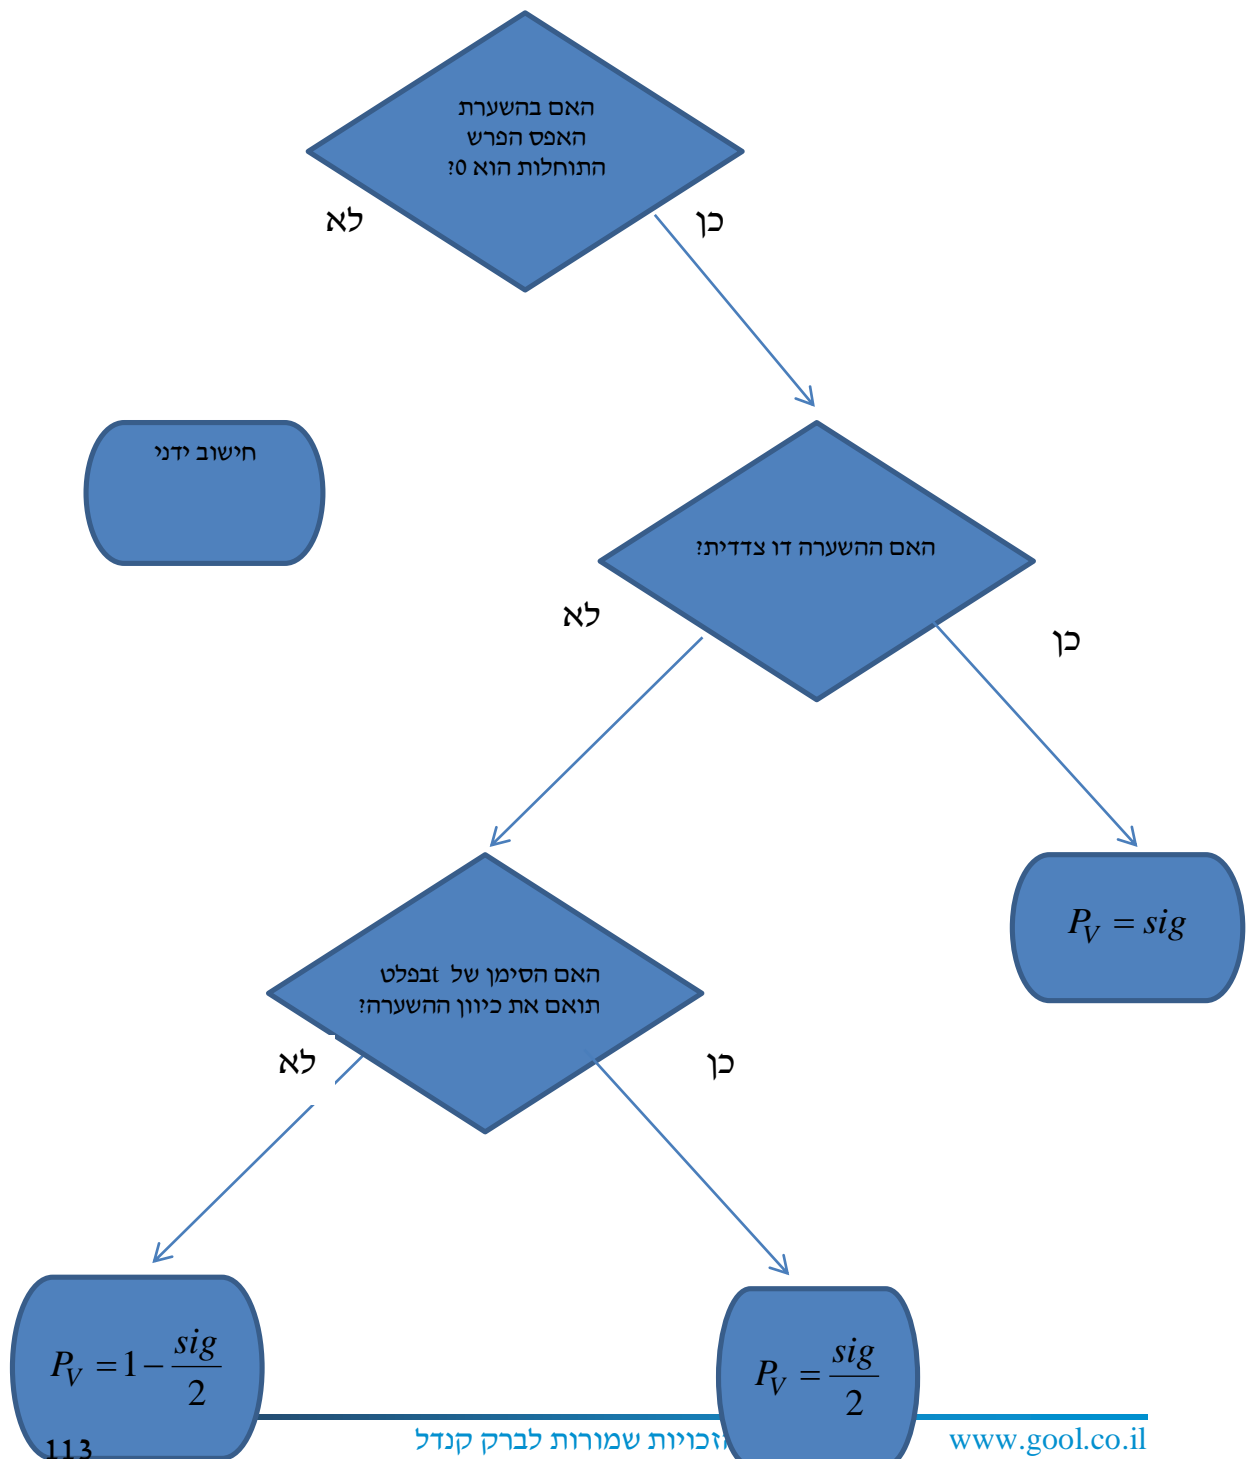 האם בהשערת
האפס הפרש
התוחלות הוא 0?
לא
כן
חישוב ידני
האם ההשערה דו צדדית?
לא
כן
P_V = sig
האם הסימן של tבפלט
תואם את כיוון ההשערה?
לא
כן
P_V = 1 - sig/2
P_V = sig/2
113
זכויות שמורות לברק קנדל
www.gool.co.il